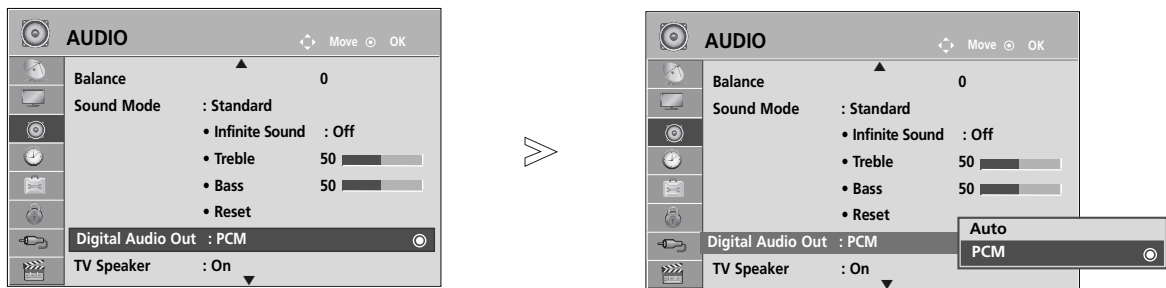 AUDIO
Move OK
Balance 0
Sound Mode : Standard
• Infinite Sound : Off
• Treble 50
• Bass 50
• Reset
Digital Audio Out : PCM
TV Speaker : On
AUDIO
Move OK
Balance 0
Sound Mode : Standard
• Infinite Sound : Off
• Treble 50
• Bass 50
• Reset
Digital Audio Out : PCM
TV Speaker : On
Auto
PCM